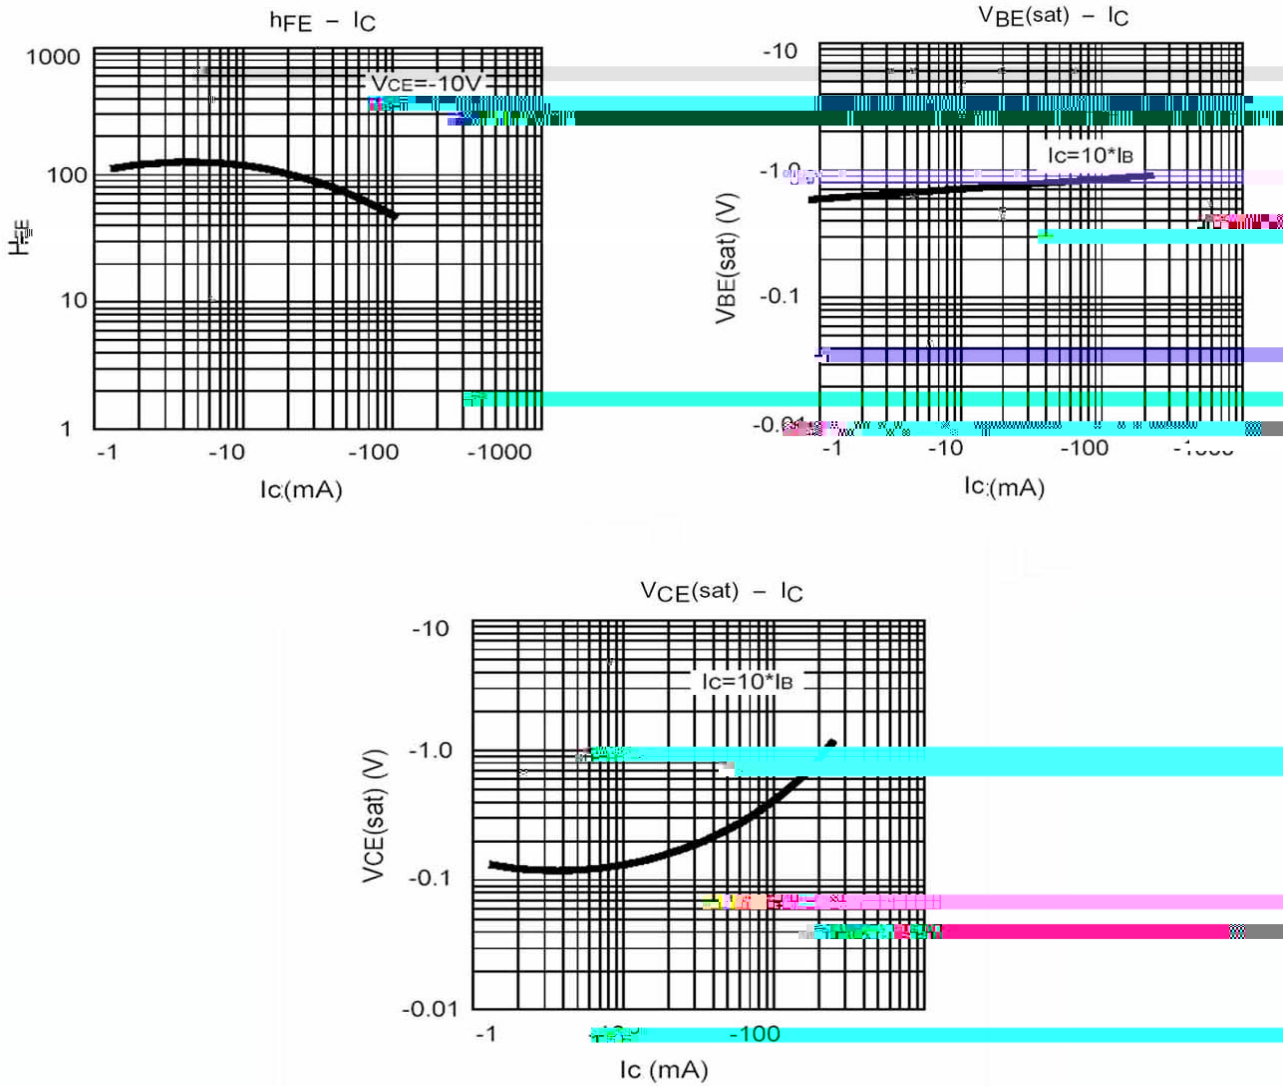 hFE – IC
1000
VCE=-10V
100
HFE
10
1
-1 -10 -100 -1000
Ic:(mA)
VBE(sat) – IC
-10
Ic=10*IB
-1.0
VBE(sat) (V)
-0.1
-1 -10 -100
Ic:(mA)
VCE(sat) – IC
-10
Ic=10*IB
-1.0
VCE(sat) (V)
-0.1
-0.01
-1 -100
Ic (mA)